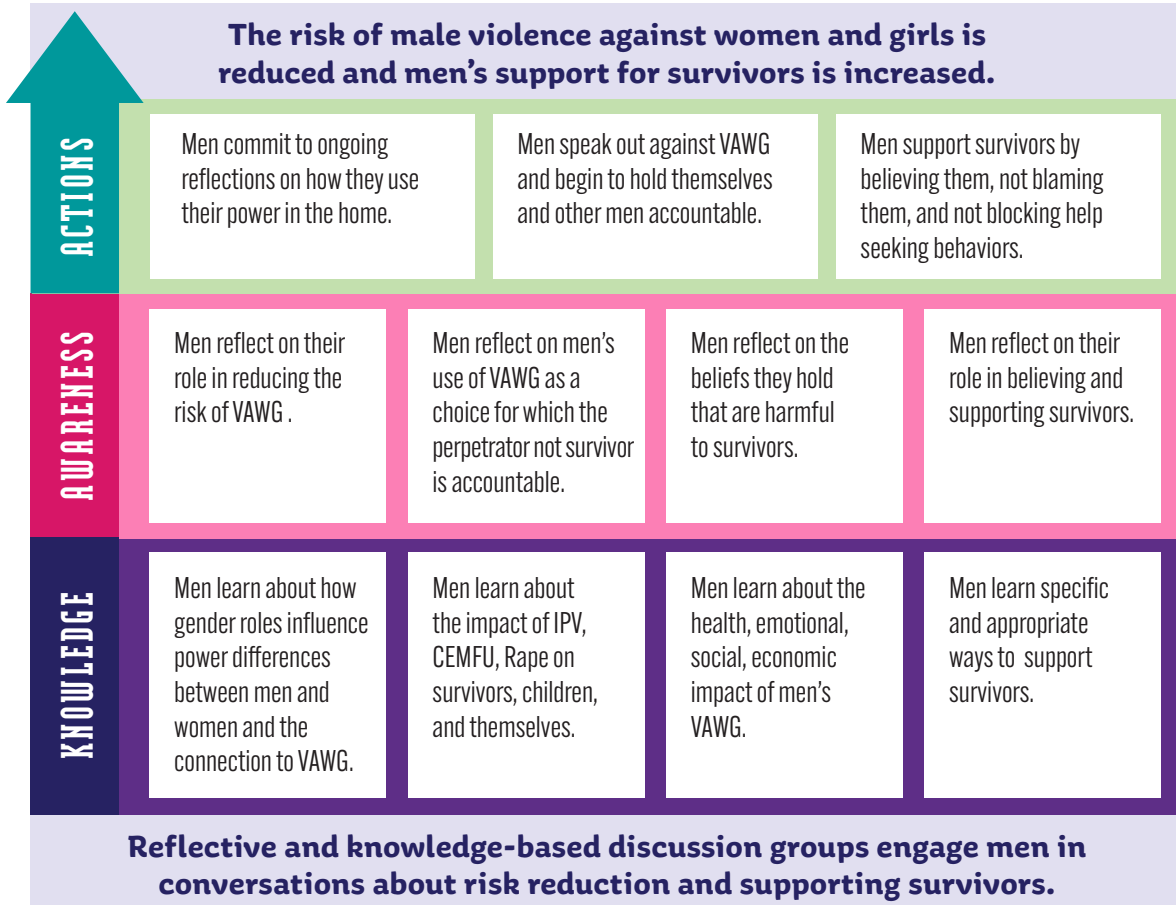 The risk of male violence against women and girls is
reduced and men's support for survivors is increased.
ACTIONS
Men commit to ongoing
reflections on how they use
their power in the home.
Men speak out against VAWG
and begin to hold themselves
and other men accountable.
Men support survivors by
believing them, not blaming
them, and not blocking help
seeking behaviors.
AWARENESS
Men reflect on their
role in reducing the
risk of VAWG .
Men reflect on men's
use of VAWG as a
choice for which the
perpetrator not survivor
is accountable.
Men reflect on the
beliefs they hold
that are harmful
to survivors.
Men reflect on their
role in believing and
supporting survivors.
KNOWLEDGE
Men learn about how
gender roles influence
power differences
between men and
women and the
connection to VAWG.
Men learn about
the impact of IPV,
CEMFU, Rape on
survivors, children,
and themselves.
Men learn about the
health, emotional,
social, economic
impact of men's
VAWG.
Men learn specific
and appropriate
ways to support
survivors.
Reflective and knowledge-based discussion groups engage men in
conversations about risk reduction and supporting survivors.